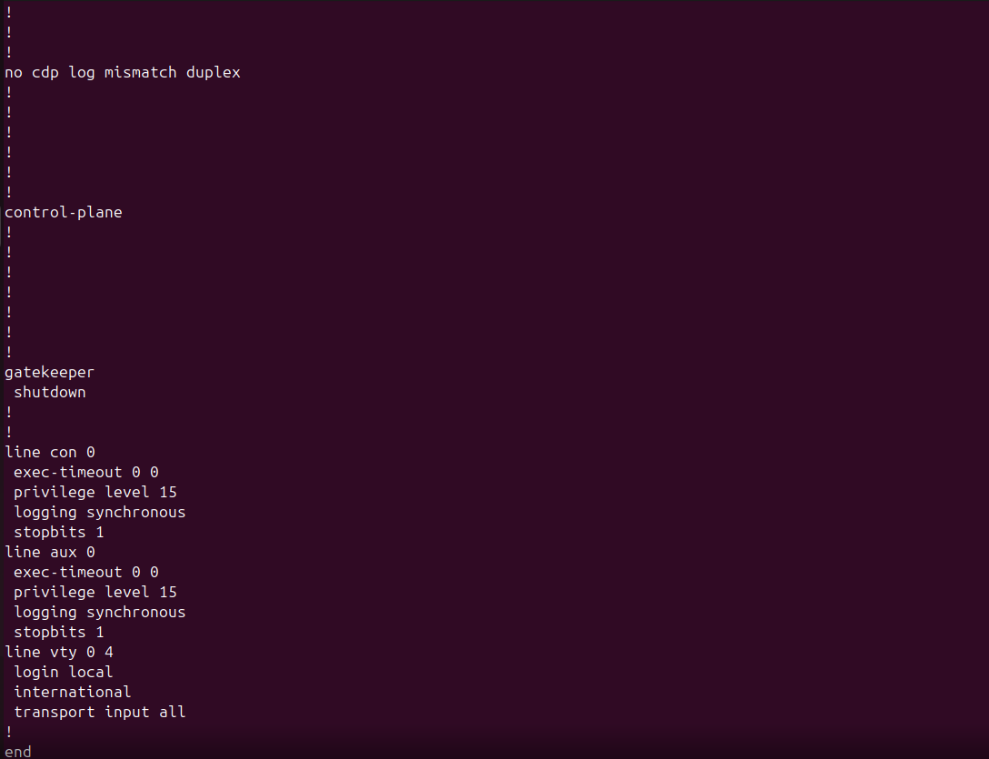 !
!
!
no cdp log mismatch duplex
!
!
!
!
!
!
control-plane
!
!
!
!
!
!
!
gatekeeper
 shutdown
!
!
line con 0
 exec-timeout 0 0
 privilege level 15
 logging synchronous
 stopbits 1
line aux 0
 exec-timeout 0 0
 privilege level 15
 logging synchronous
 stopbits 1
line vty 0 4
 login local
 international
 transport input all
!
end